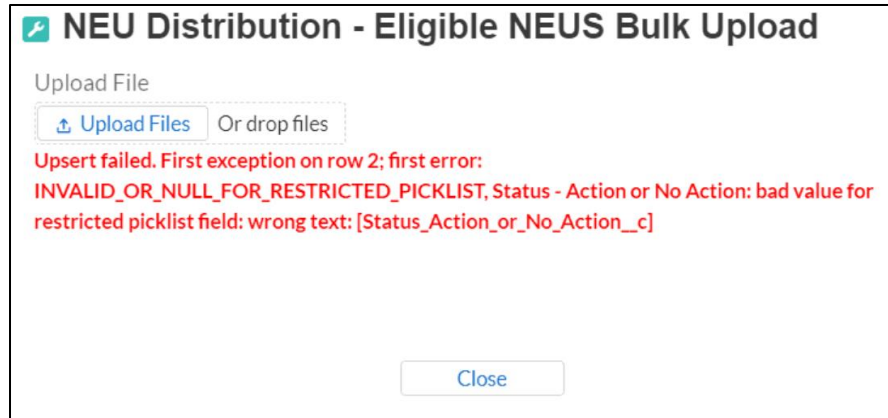 NEU Distribution - Eligible NEUS Bulk Upload
Upload File
Upload Files Or drop files
Upsert failed. First exception on row 2; first error:
INVALID_OR_NULL_FOR_RESTRICTED_PICKLIST, Status - Action or No Action: bad value for
restricted picklist field: wrong text: [Status_Action_or_No_Action__c]
Close